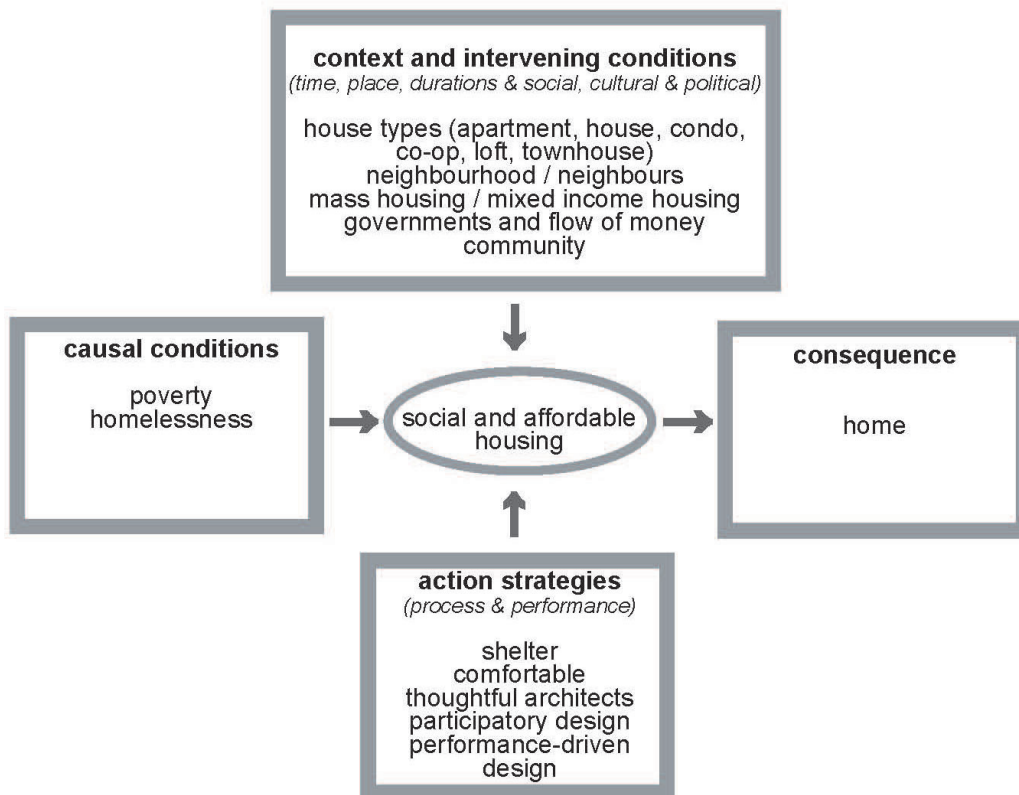 context and intervening conditions
(time, place, durations & social, cultural & political)
house types (apartment, house, condo,
co-op, loft, townhouse)
neighbourhood / neighbours
mass housing / mixed income housing
governments and flow of money
community
causal conditions
poverty
homelessness
social and affordable
housing
consequence
home
action strategies
(process & performance)
shelter
comfortable
thoughtful architects
participatory design
performance-driven
design